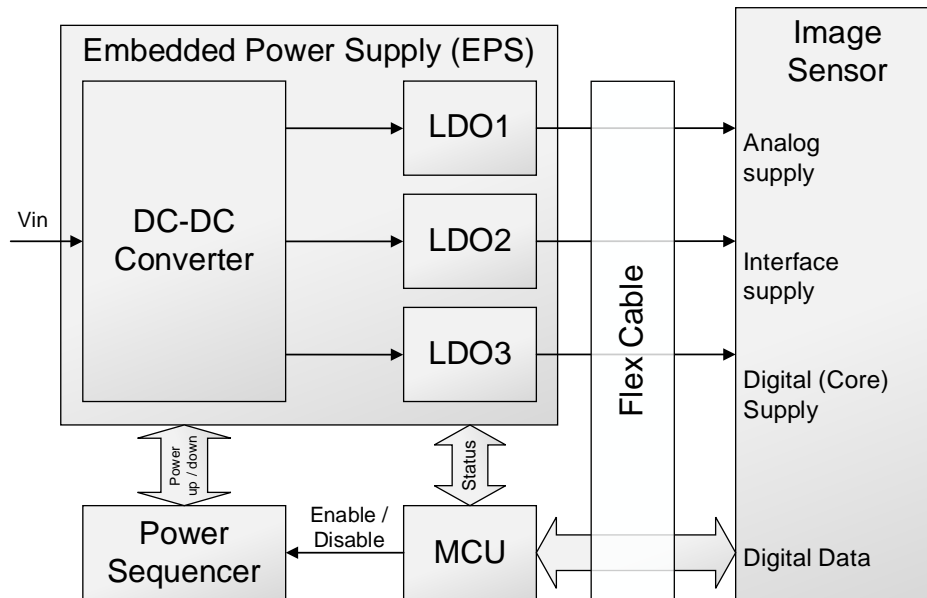 Embedded Power Supply (EPS)
Image
Sensor
Vin
DC-DC
Converter
LDO1
LDO2
LDO3
Flex Cable
Analog
supply
Interface
supply
Digital (Core)
Supply
Power
up / down
Status
Power
Sequencer
Enable /
Disable
MCU
Digital Data